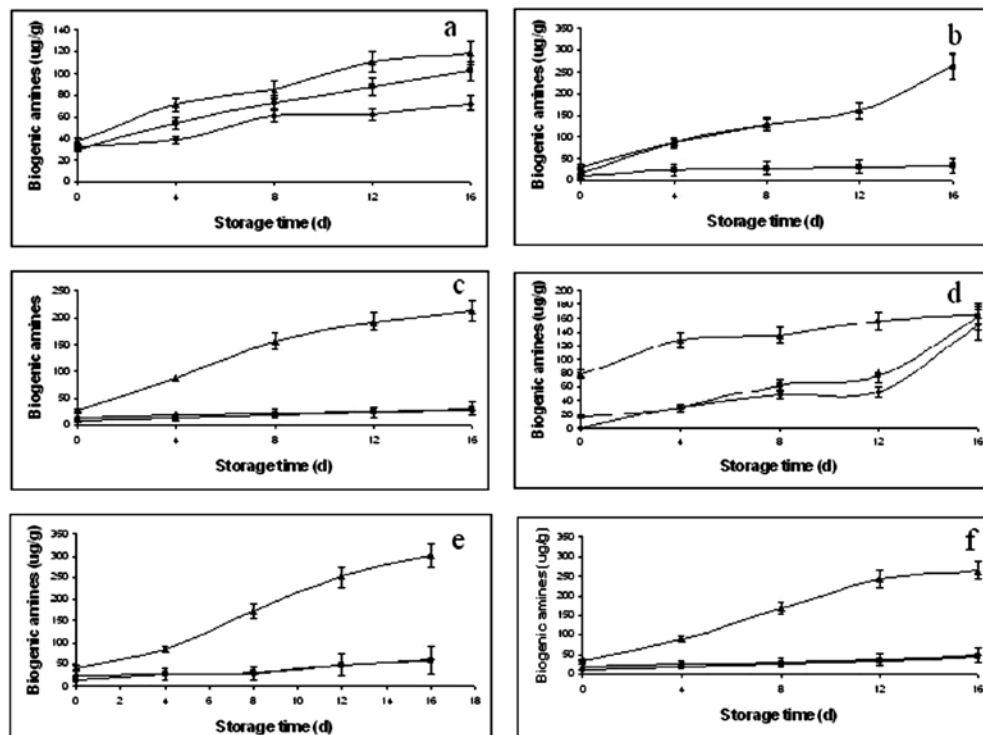 a
Biogenic amines (ug/g)
140
120
100
80
60
40
20
0
0 4 8 12 16
Storage time (d)
b
Biogenic amines (ug/g)
350
300
250
200
150
100
50
0
0 4 8 12 16
Storage time (d)
c
Biogenic amines
250
200
150
100
50
0
0 4 8 12 16
Storage time (d)
d
Biogenic amines (ug/g)
200
180
160
140
120
100
80
60
40
20
0
0 4 8 12 16
Storage time (d)
e
Biogenic amines (ug/g)
350
300
250
200
150
100
50
0
0 2 4 6 8 10 12 14 16 18
Storage time (d)
f
Biogenic amines (ug/g)
350
300
250
200
150
100
50
0
0 4 8 12 16
Storage time (d)